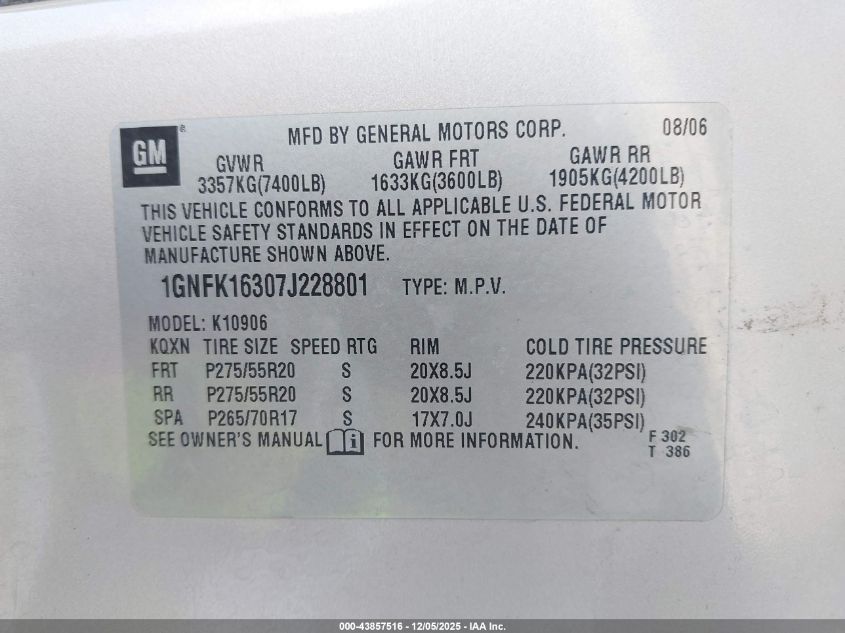 GM ® MFD BY GENERAL MOTORS CORP. 08/06
GVWR GAWR FRT GAWR RR
3357KG(7400LB) 1633KG(3600LB) 1905KG(4200LB)
THIS VEHICLE CONFORMS TO ALL APPLICABLE U.S. FEDERAL MOTOR
VEHICLE SAFETY STANDARDS IN EFFECT ON THE DATE OF
MANUFACTURE SHOWN ABOVE.
1GNFK16307J228801 TYPE: M.P.V.
MODEL: K10906
KQXN TIRE SIZE SPEED RTG RIM COLD TIRE PRESSURE
FRT P275/55R20 S 20X8.5J 220KPA(32PSI)
RR P275/55R20 S 20X8.5J 220KPA(32PSI)
SPA P265/70R17 S 17X7.0J 240KPA(35PSI)
SEE OWNER'S MANUAL i FOR MORE INFORMATION. F 302
T 386
000-43857516 - 12/05/2025 - IAA Inc.